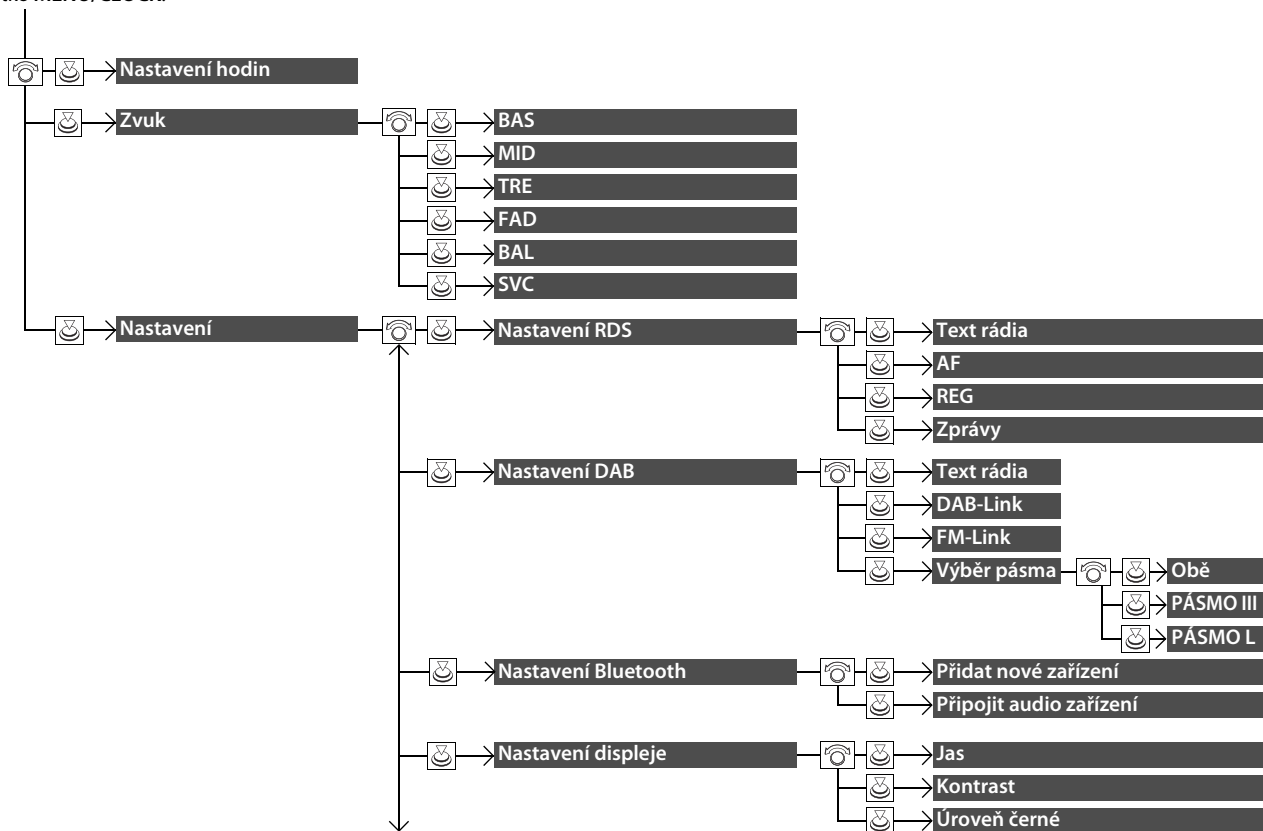 MENU/CLOCK.
Nastavení hodin
Zvuk
BAS
MID
TRE
FAD
BAL
SVC
Nastavení
Nastavení RDS
Text rádia
AF
REG
Zprávy
Nastavení DAB
Text rádia
DAB-Link
FM-Link
Výběr pásma
Obě
PÁSMO III
PÁSMO L
Nastavení Bluetooth
Přidat nové zařízení
Připojit audio zařízení
Nastavení displeje
Jas
Kontrast
Úroveň černé